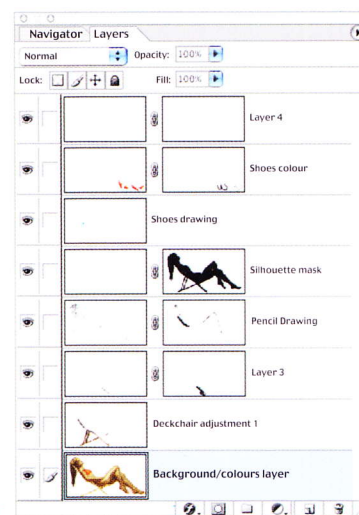 Navigator Layers
Normal Opacity: 100%
Lock: Fill: 100%
Layer 4
Shoes colour
Shoes drawing
Silhouette mask
Pencil Drawing
Layer 3
Deckchair adjustment 1
Background/colours layer